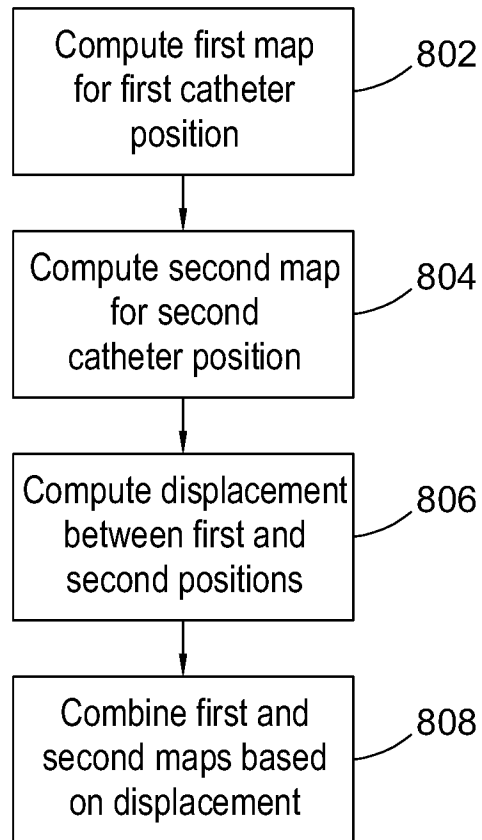 Compute first map
for first catheter
position
802
Compute second map
for second
catheter position
804
Compute displacement
between first and
second positions
806
Combine first and
second maps based
on displacement
808